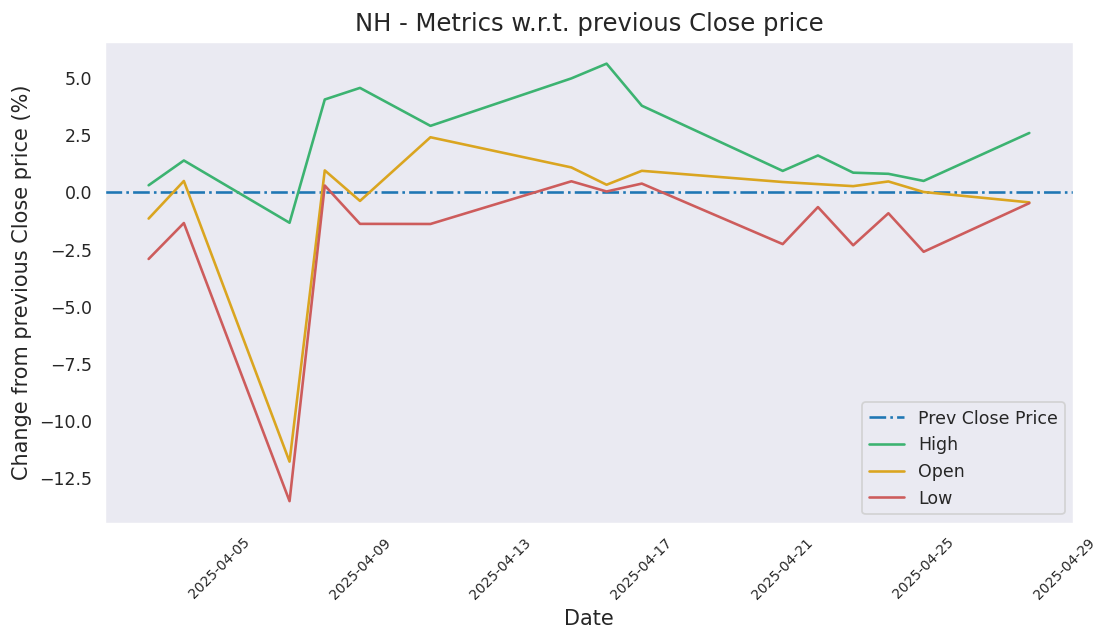 NH - Metrics w.r.t. previous Close price
Change from previous Close price (%)
5.0
2.5
0.0
−2.5
−5.0
−7.5
−10.0
−12.5
Prev Close Price
High
Open
Low
2025-04-05
2025-04-09
2025-04-13
2025-04-17
2025-04-21
2025-04-25
2025-04-29
Date